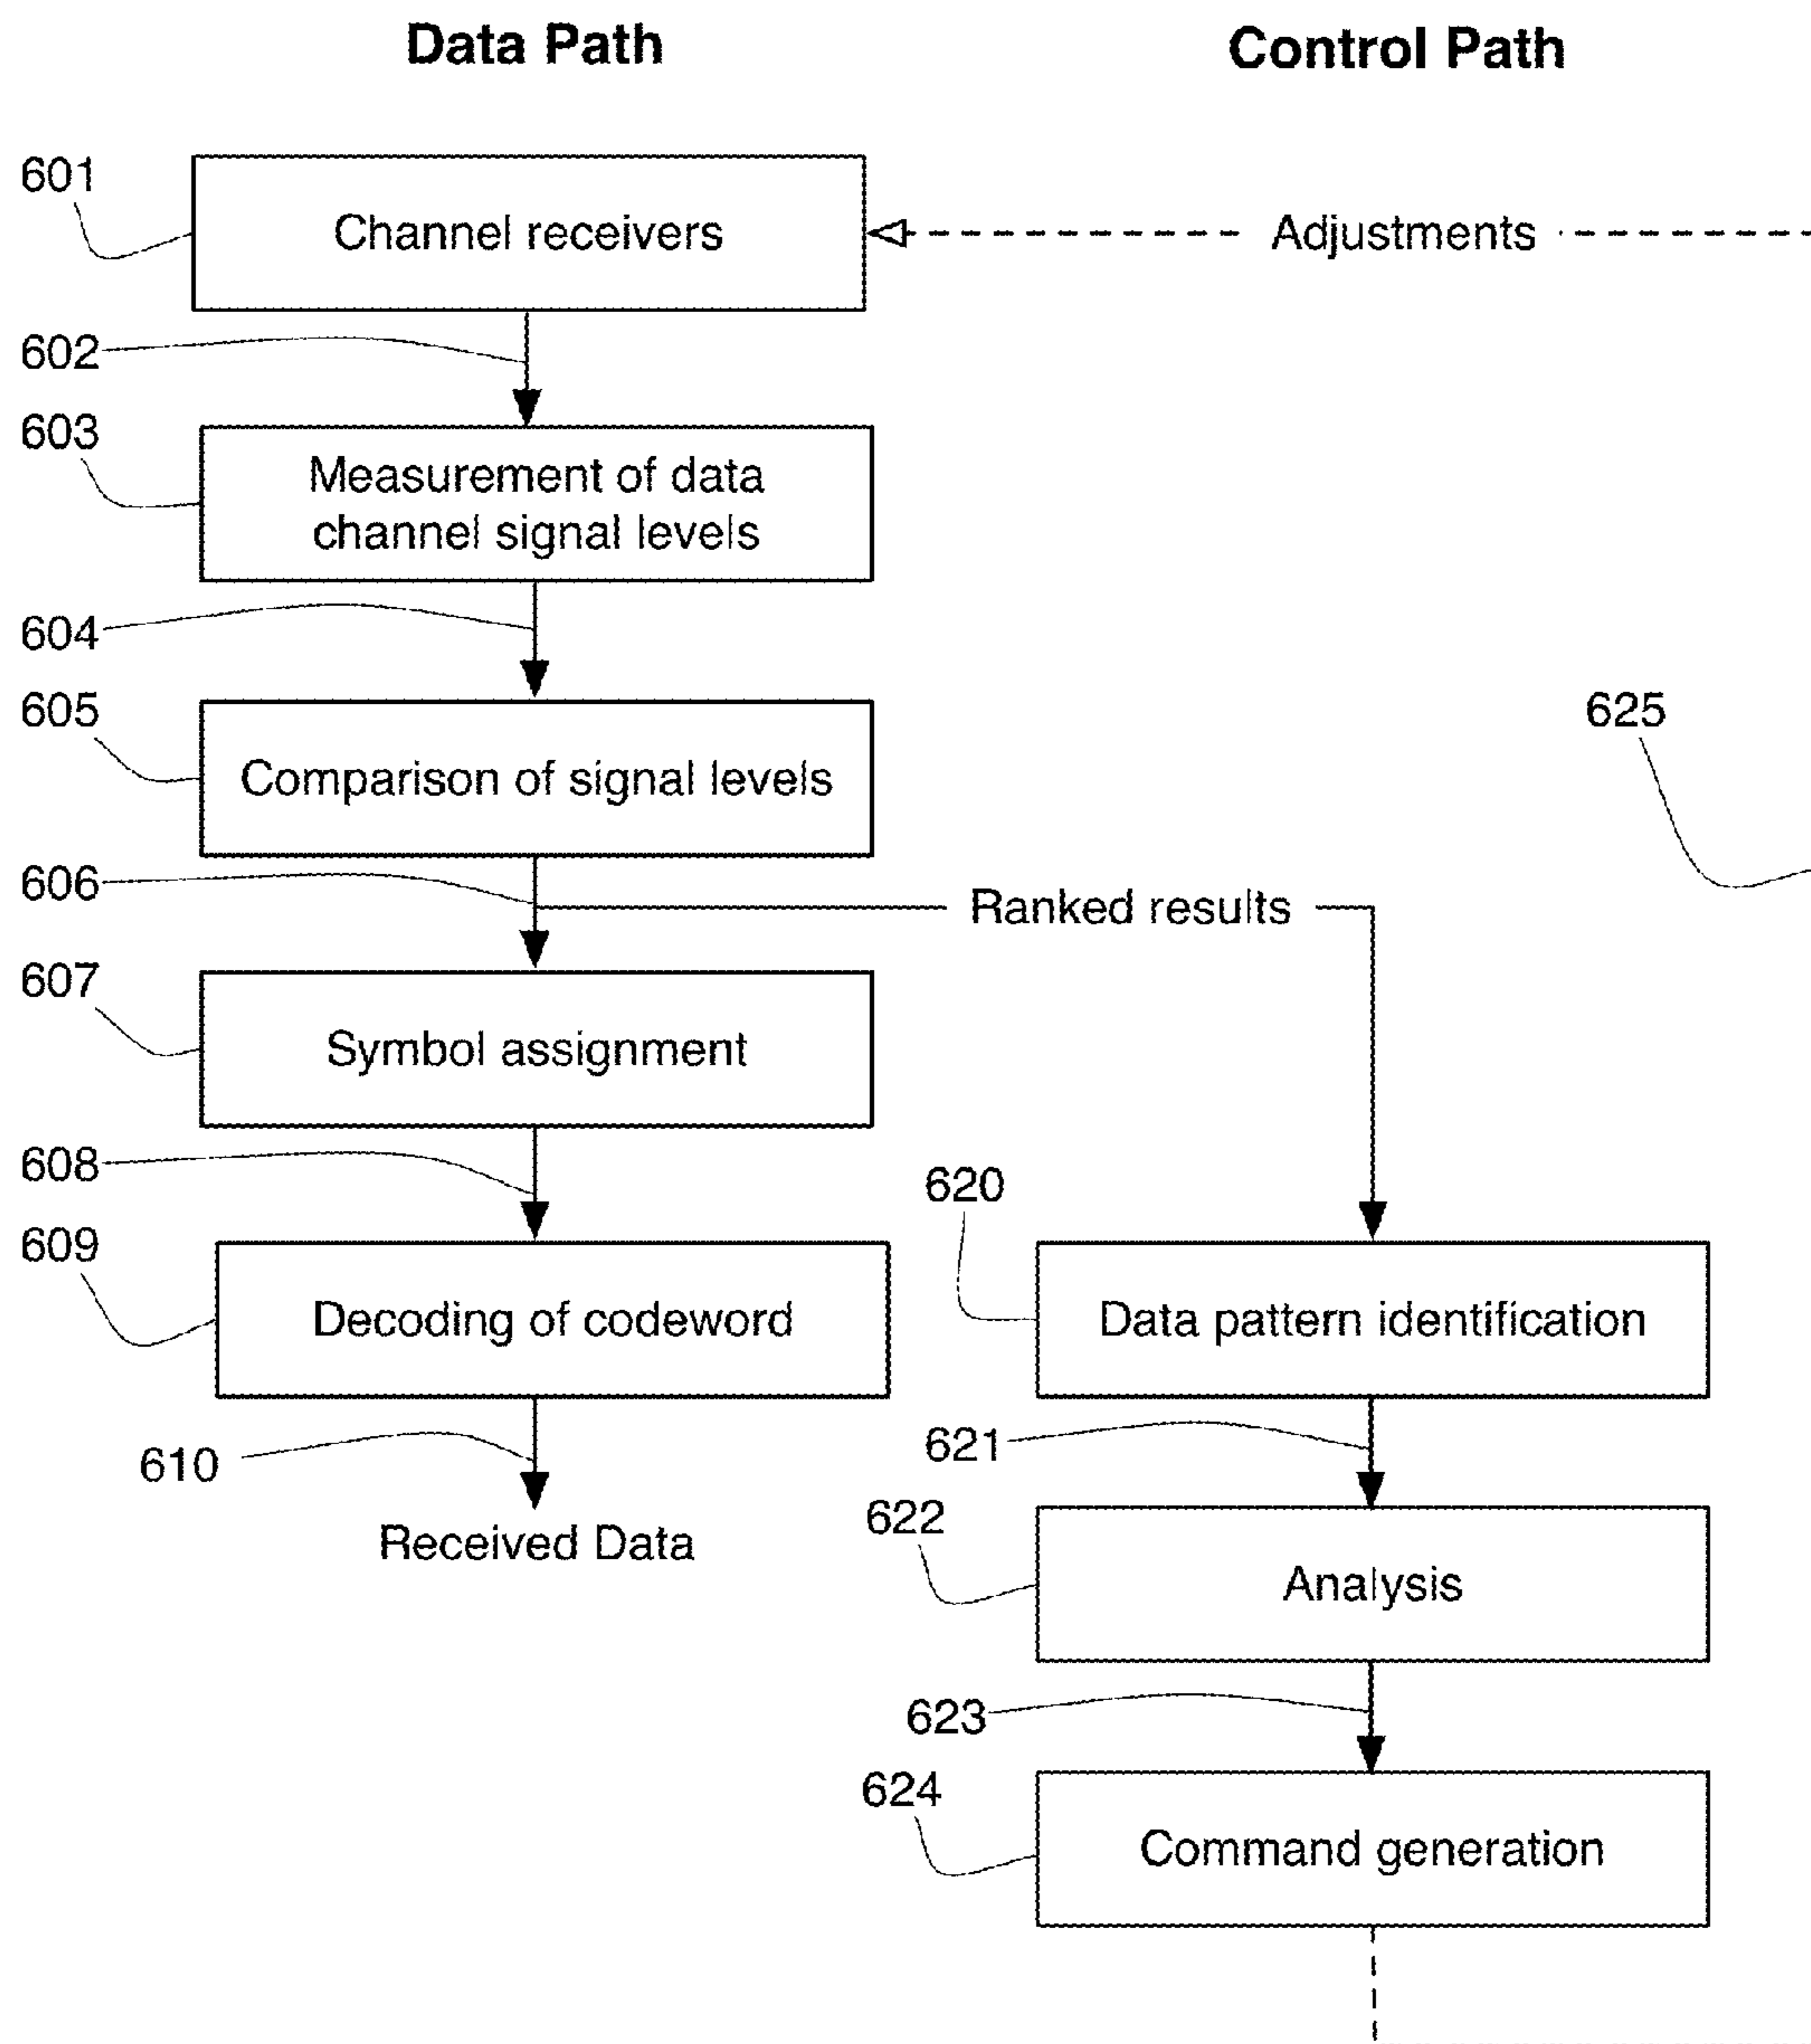 Data Path
Control Path
601
Channel receivers
Adjustments
602
603
Measurement of data
channel signal levels
604
605
625
Comparison of signal levels
606
Ranked results
607
Symbol assignment
608
620
609
Decoding of codeword
Data pattern identification
610
621
622
Received Data
Analysis
623
624
Command generation